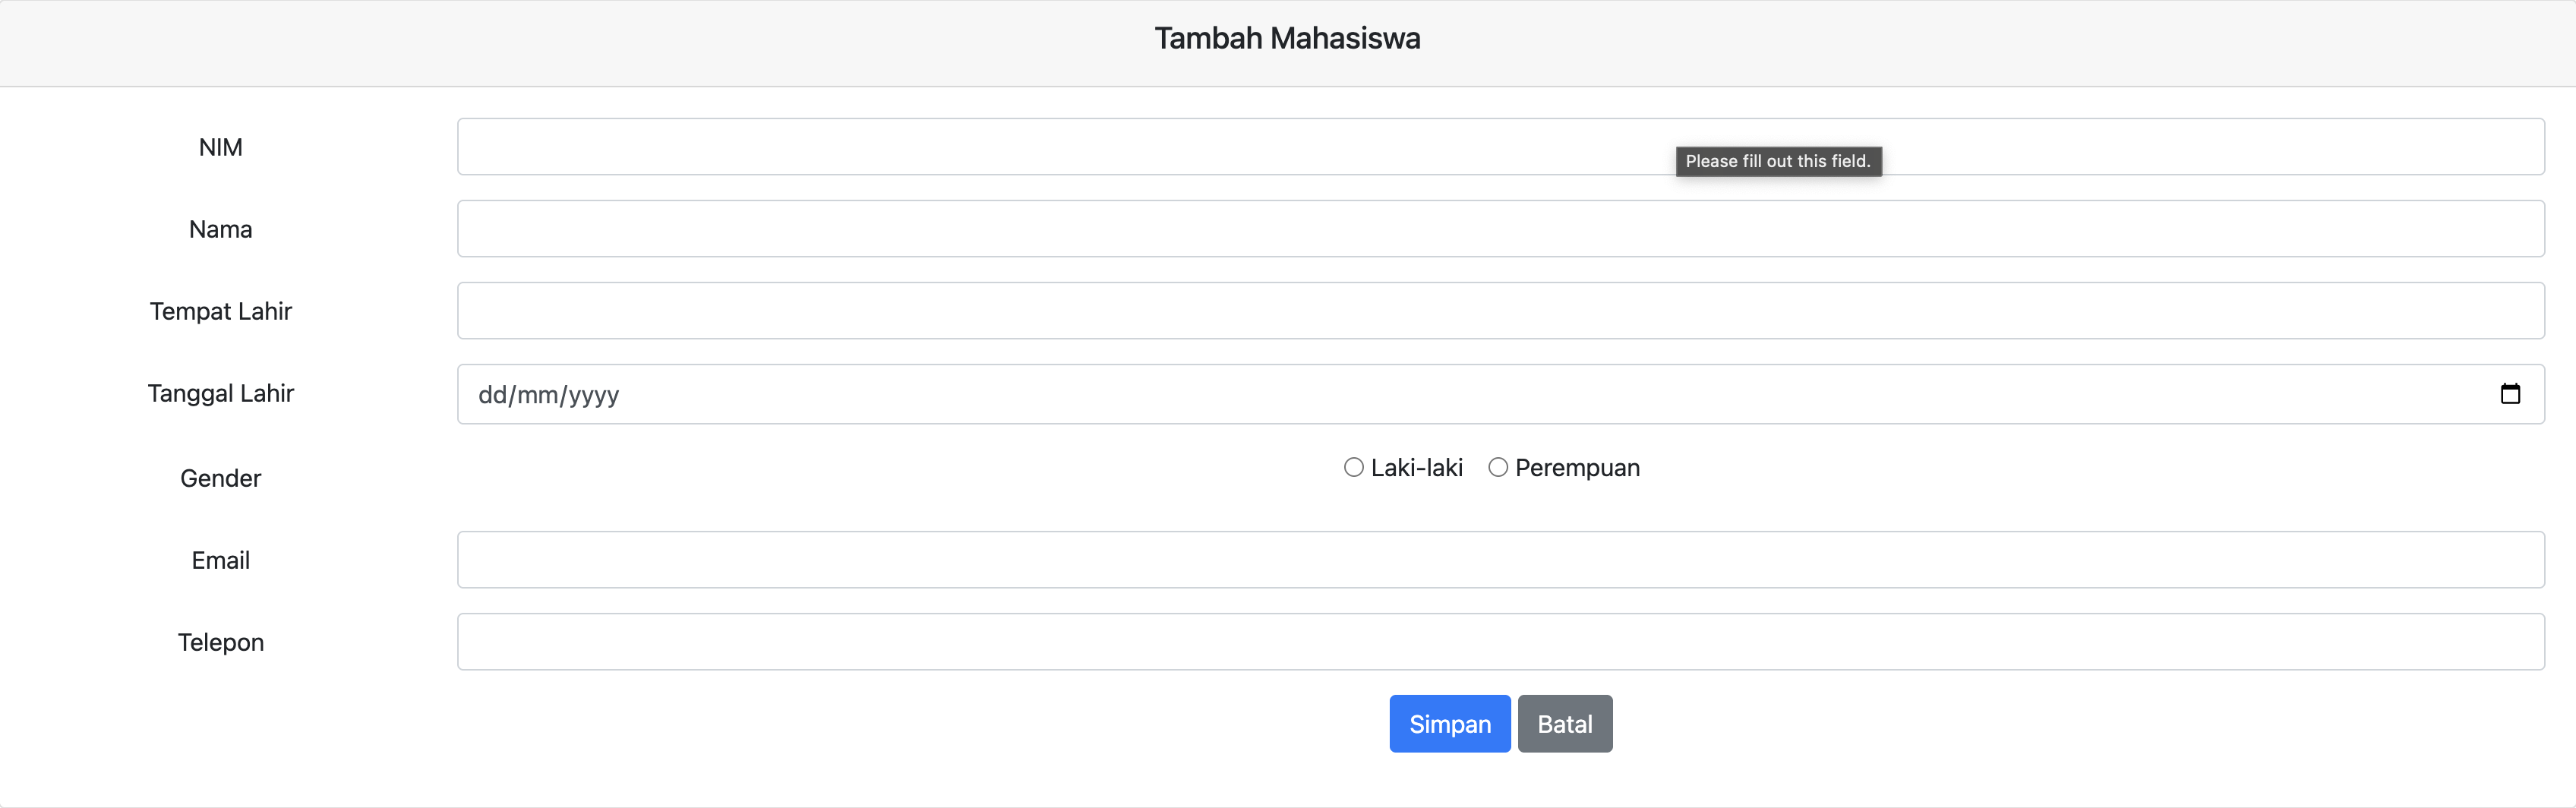 Tambah Mahasiswa
NIM
Please fill out this field.
Nama
Tempat Lahir
Tanggal Lahir dd/mm/yyyy
Gender Laki-laki Perempuan
Email
Telepon
Simpan Batal